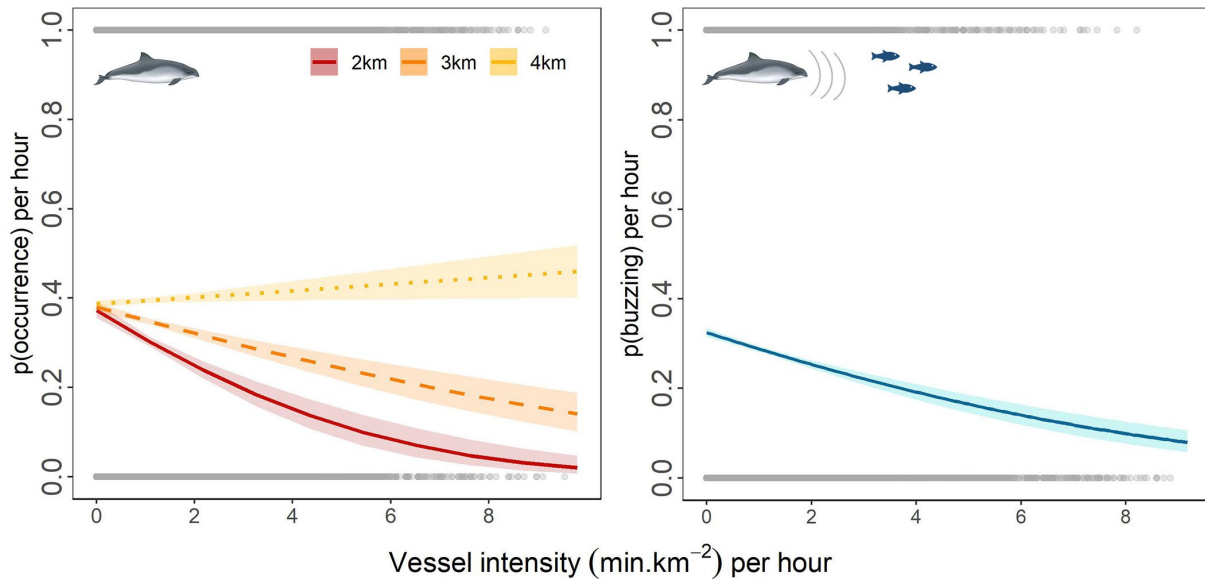 p(occurrence) per hour
1.0
0.8
0.6
0.4
0.2
0.0
2km 3km 4km
0 2 4 6 8
p(buzzing) per hour
1.0
0.8
0.6
0.4
0.2
0.0
0 2 4 6 8
Vessel intensity (min.km⁻²) per hour